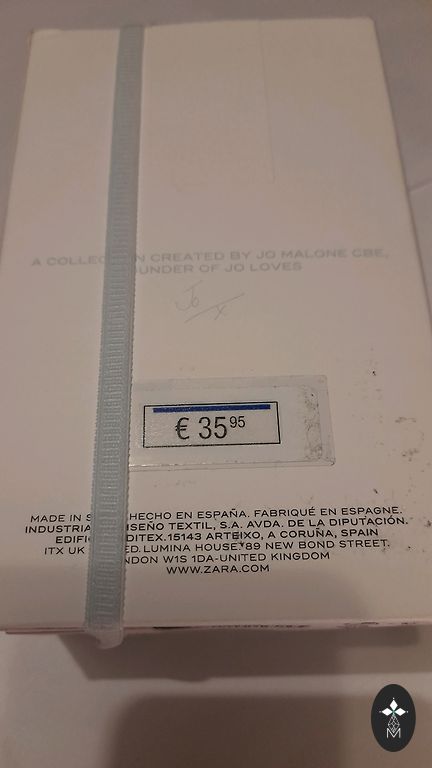 A COLLEC N CREATED BY JO MALONE CBE,
UNDER OF JO LOVES
Jo
x
€ 35 95
MADE IN S HECHO EN ESPAÑA. FABRIQUÉ EN ESPAGNE.
INDUSTRIA ISEÑO TEXTIL, S.A. AVDA. DE LA DIPUTACIÓN.
EDIFI DITEX.15143 ARTEIXO, A CORUÑA, SPAIN
ITX UK ED.LUMINA HOUSE 89 NEW BOND STREET.
NDON W1S 1DA-UNITED KINGDOM
WWW.ZARA.COM
M